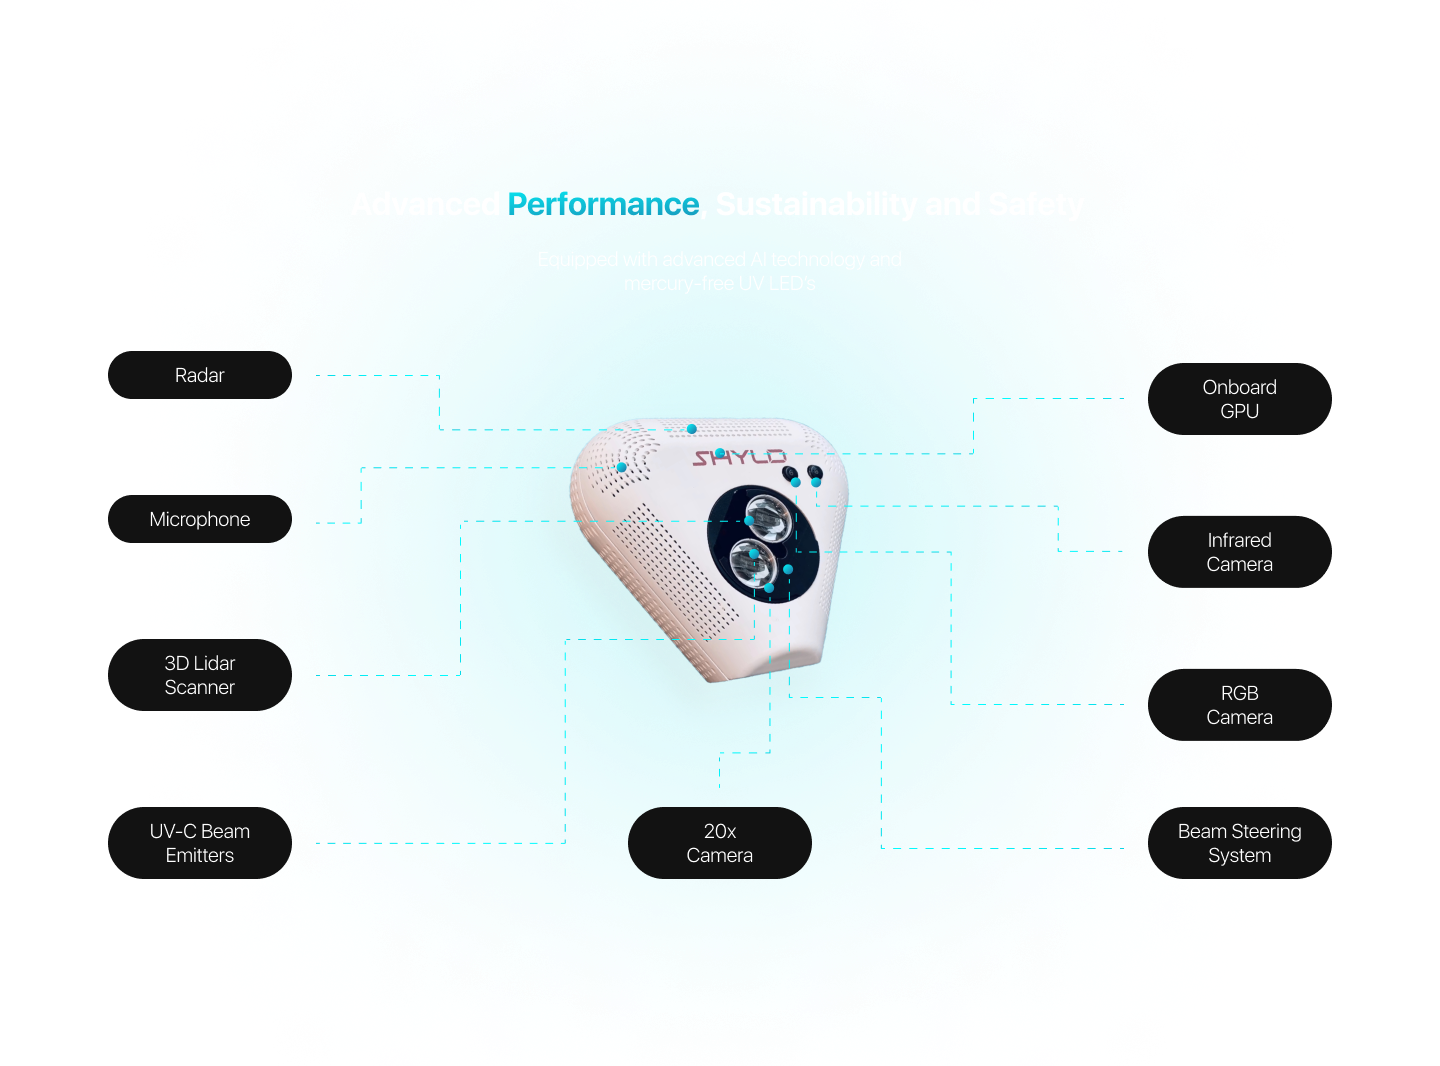 Advanced Performance, Sustainability and Safety
Equipped with advanced AI technology and
mercury-free UV LED's
Radar
Microphone
3D Lidar
Scanner
UV-C Beam
Emitters
SHYLD
20x
Camera
Onboard
GPU
Infrared
Camera
RGB
Camera
Beam Steering
System